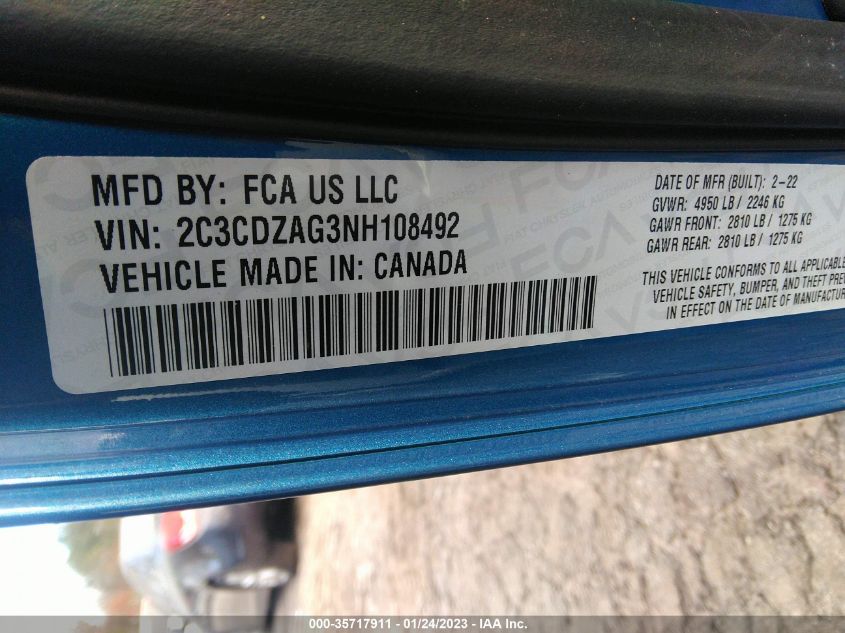 MFD BY: FCA US LLC
VIN: 2C3CDZAG3NH108492
VEHICLE MADE IN: CANADA
DATE OF MFR (BUILT): 2-22
GVWR: 4950 LB / 2246 KG
GAWR FRONT: 2810 LB / 1275 KG
GAWR REAR: 2810 LB / 1275 KG
THIS VEHICLE CONFORMS TO ALL APPLICABLE
VEHICLE SAFETY, BUMPER, AND THEFT PREV
IN EFFECT ON THE DATE OF MANUFACTUR
000-35717911 - 01/24/2023 - IAA Inc.